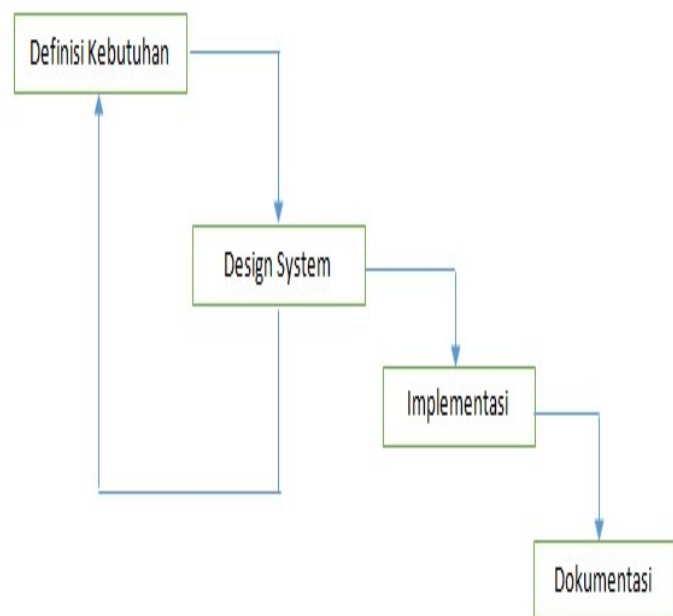 Definisi Kebutuhan
Design System
Implementasi
Dokumentasi